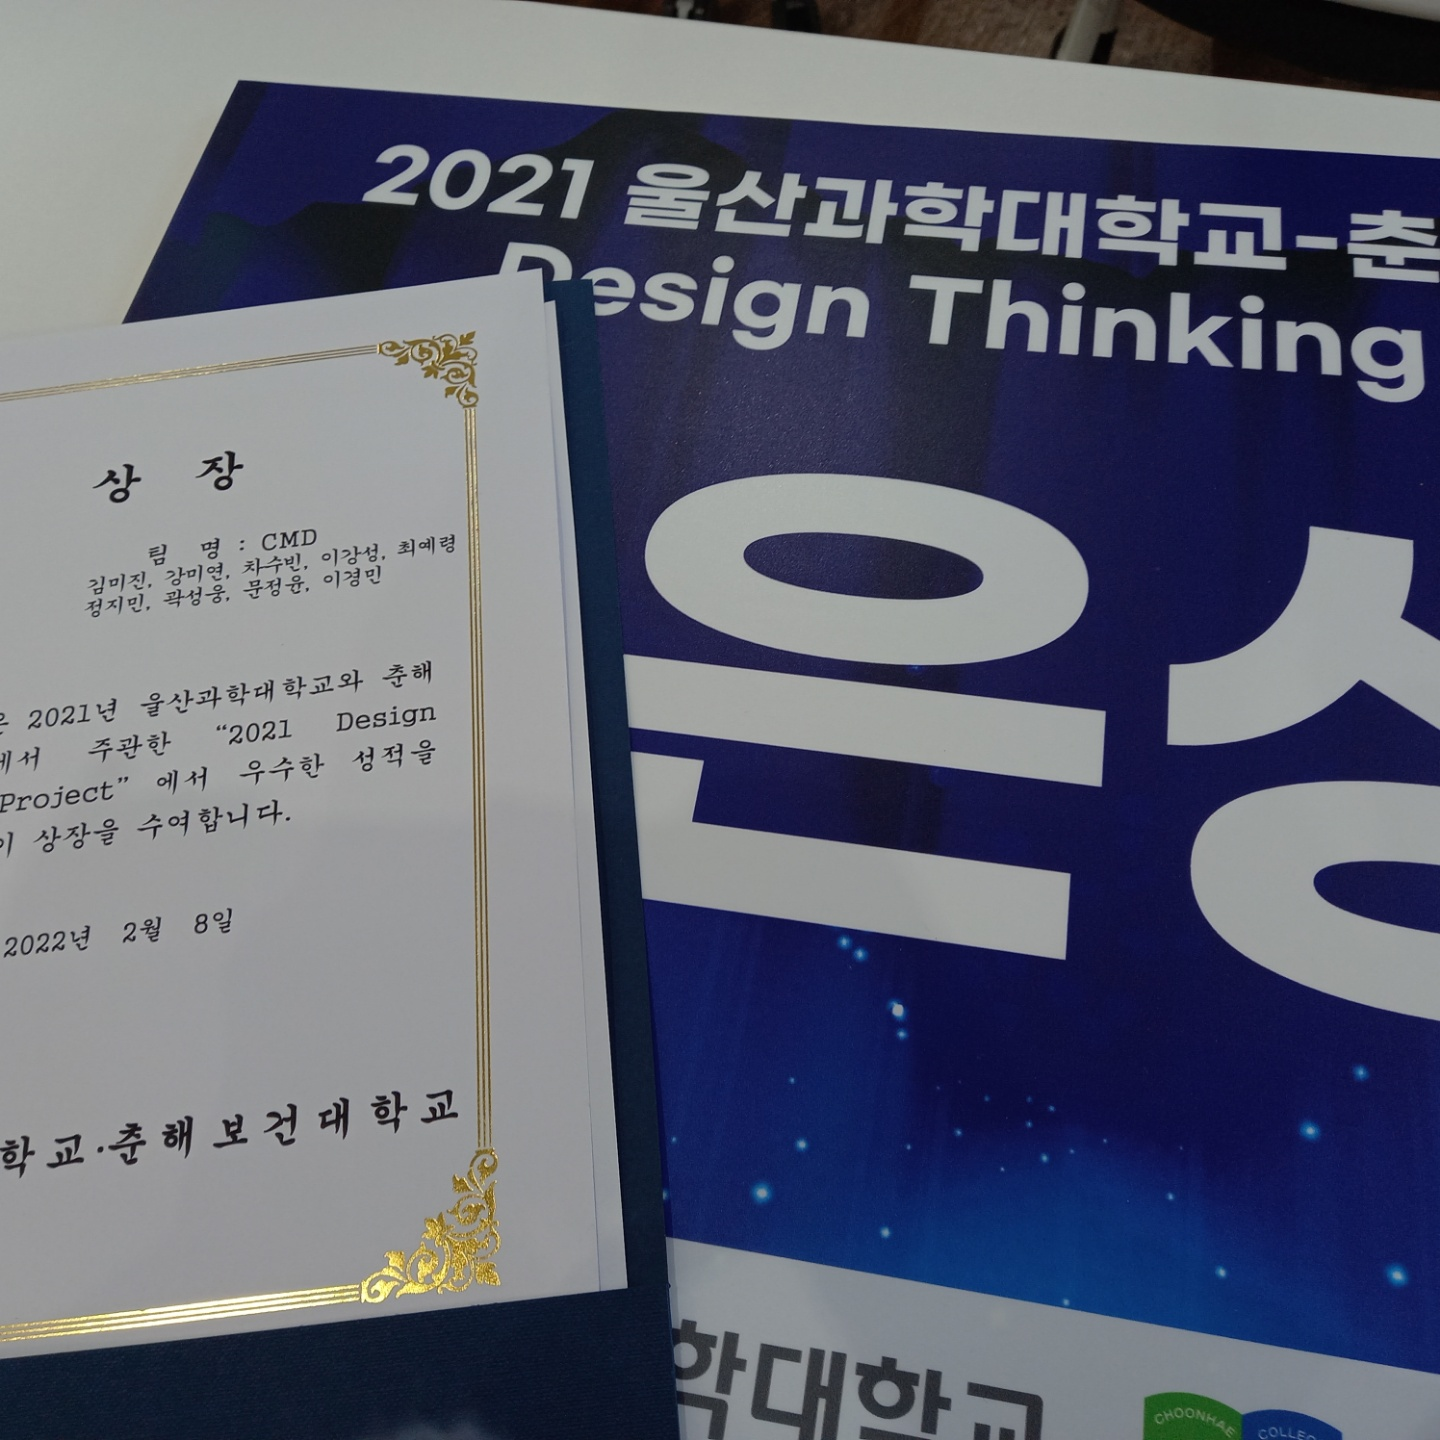 2021 울산과학대학교-춘
Design Thinking
은상
상 장
팀 명 : CMD
김미진, 강미연, 차수빈, 이강성, 최예령
정지민, 곽성웅, 문정윤, 이경민
은 2021년 울산과학대학교와 춘해
에서 주관한 “2021 Design
Project” 에서 우수한 성적을
이 상장을 수여합니다.
2022년 2월 8일
학교·춘해보건대학교
학대학교
CHOONHAE COLLEG